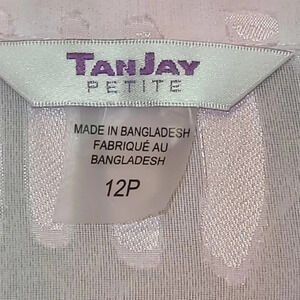 TANJAY
PETITE
MADE IN BANGLADESH
FABRIQUÉ AU
BANGLADESH
12P